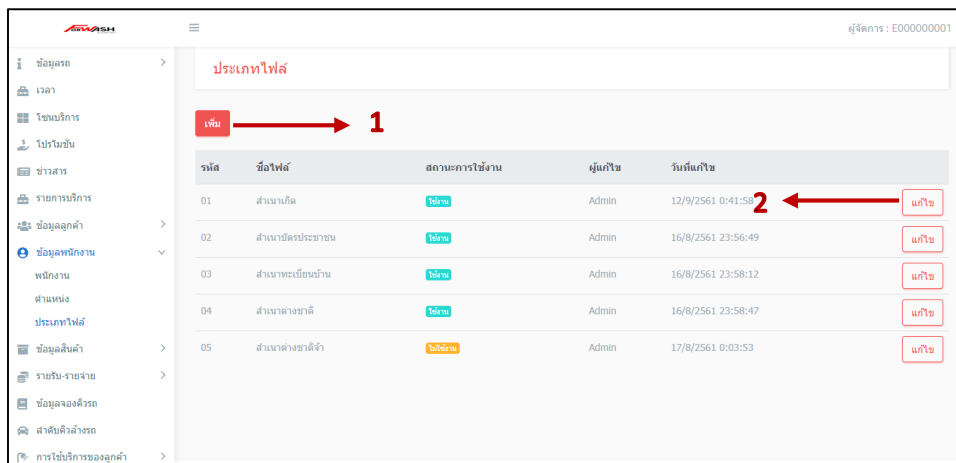 ผู้จัดการ : E000000001
ข้อมูลรถ
เวลา
โซนบริการ
โปรโมชั่น
ข่าวสาร
รายการบริการ
ข้อมูลลูกค้า
ข้อมูลพนักงาน
พนักงาน
ตำแหน่ง
ประเภทไฟล์
ข้อมูลสินค้า
รายรับ-รายจ่าย
ข้อมูลจองคิวรถ
ลำดับคิวล้างรถ
การใช้บริการของลูกค้า
ประเภทไฟล์
เพิ่ม 1
รหัส ชื่อไฟล์ สถานะการใช้งาน ผู้แก้ไข วันที่แก้ไข
01 สำเนาเกิด ใช้งาน Admin 12/9/2561 0:41:58 2 แก้ไข
02 สำเนาบัตรประชาชน ใช้งาน Admin 16/8/2561 23:56:49 แก้ไข
03 สำเนาทะเบียนบ้าน ใช้งาน Admin 16/8/2561 23:58:12 แก้ไข
04 สำเนาต่างชาติ ใช้งาน Admin 16/8/2561 23:58:47 แก้ไข
05 สำเนาต่างชาติจ้า ไม่ใช้งาน Admin 17/8/2561 0:03:53 แก้ไข